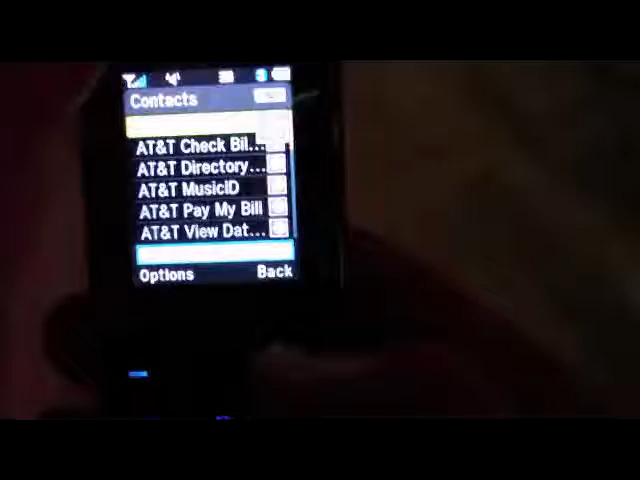 Contacts
AT&T Check Bil...
AT&T Directory...
AT&T MusicID
AT&T Pay My Bill
AT&T View Dat...
Options Back